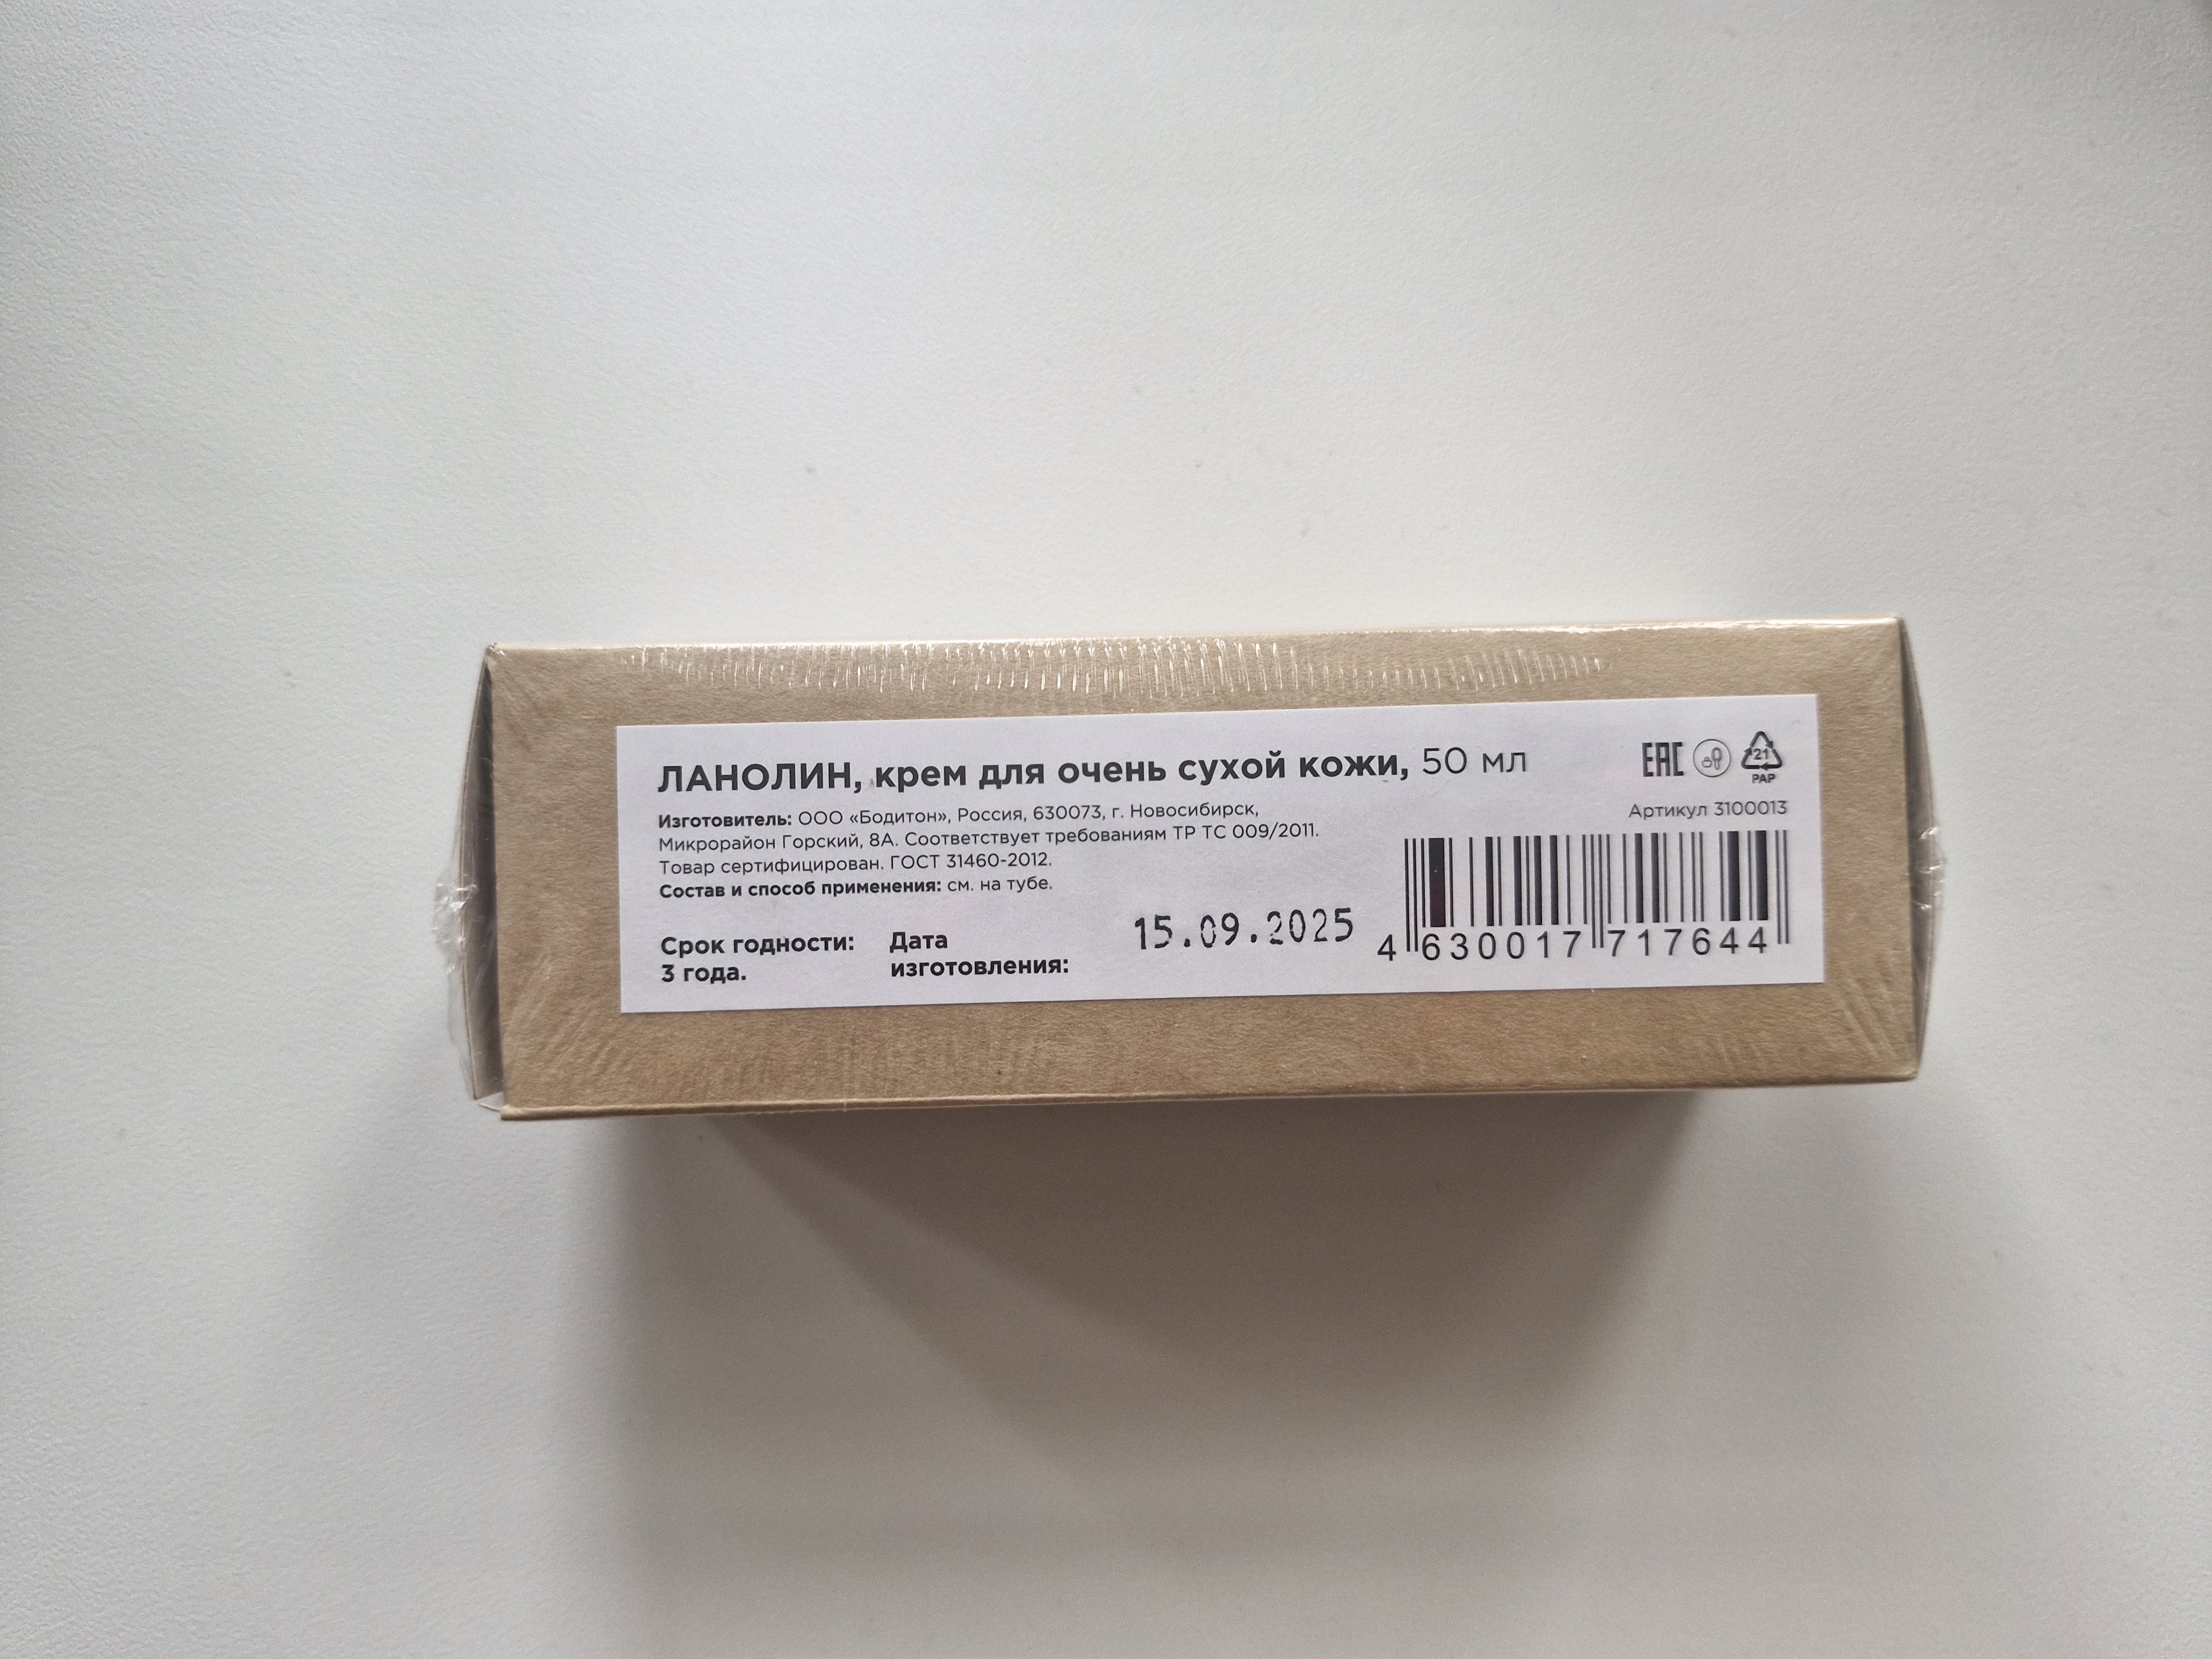 ЛАНОЛИН, крем для очень сухой кожи, 50 мл
EAC
21
PAP
Изготовитель: ООО «Бодитон», Россия, 630073, г. Новосибирск,
Микрорайон Горский, 8А. Соответствует требованиям ТР ТС 009/2011.
Товар сертифицирован. ГОСТ 31460-2012.
Состав и способ применения: см. на тубе.
Артикул 3100013
Срок годности:
3 года.
Дата
изготовления:
15.09.2025
4 630017 717644